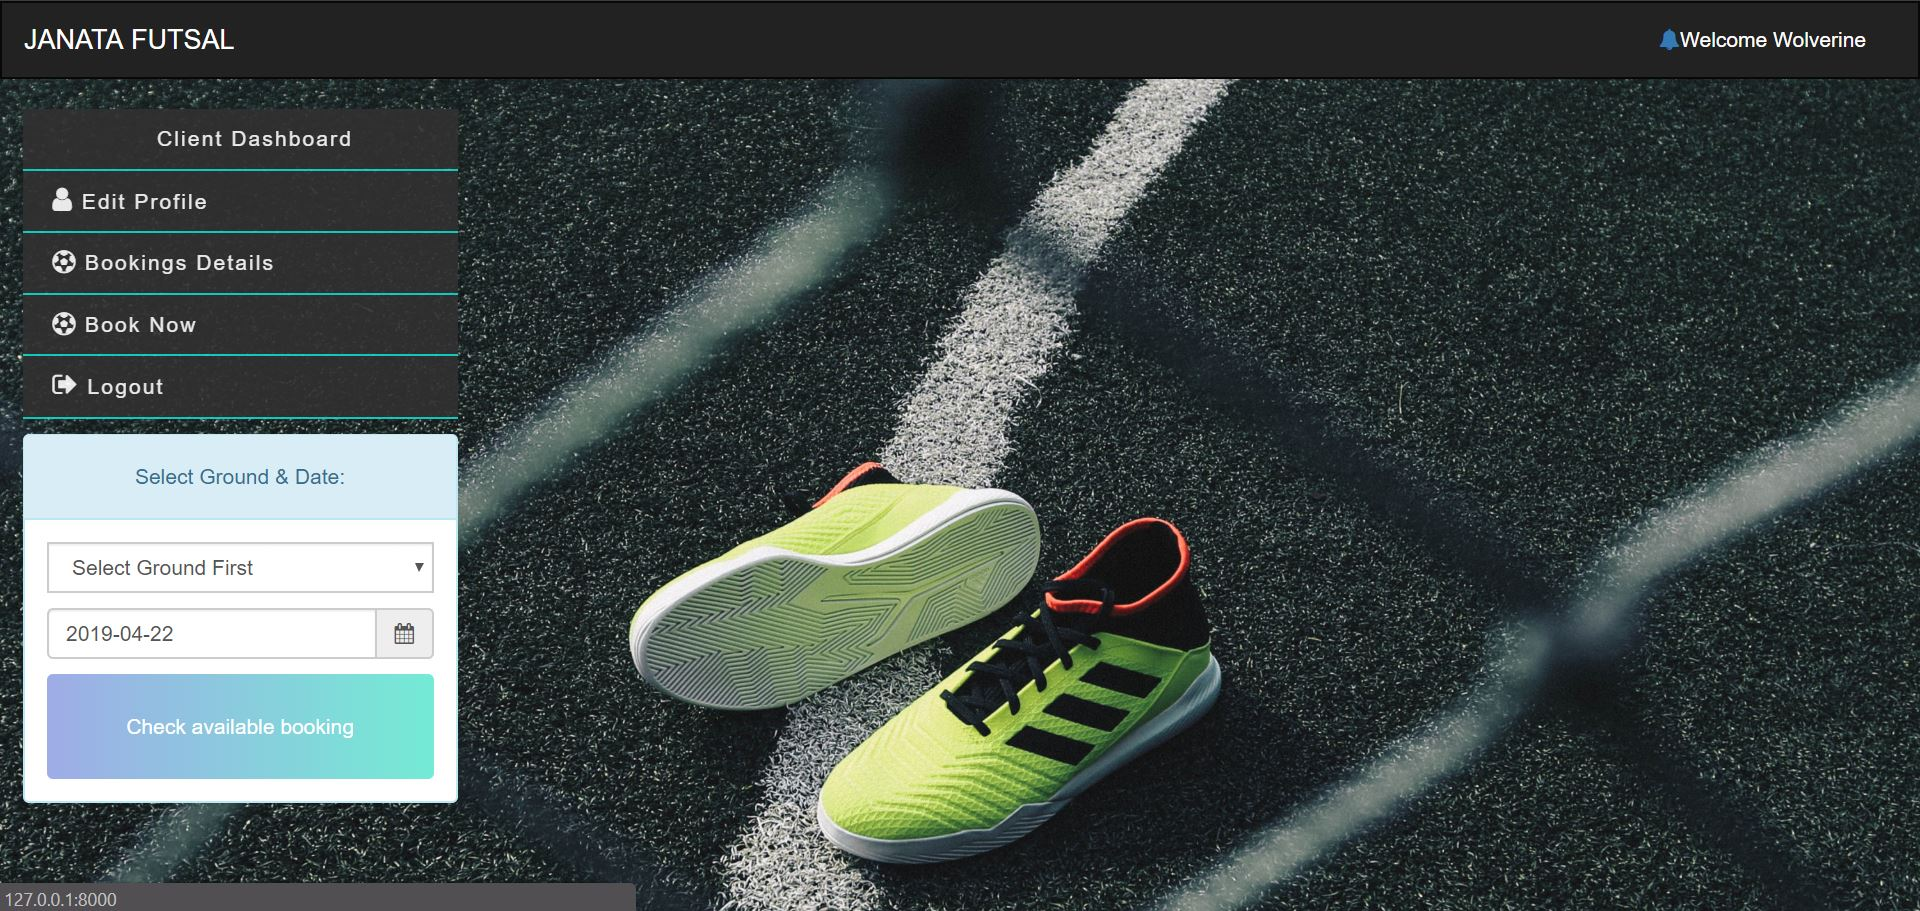 JANATA FUTSAL
Welcome Wolverine
Client Dashboard
Edit Profile
Bookings Details
Book Now
Logout
Select Ground & Date:
Select Ground First
2019-04-22
Check available booking
127.0.0.1:8000